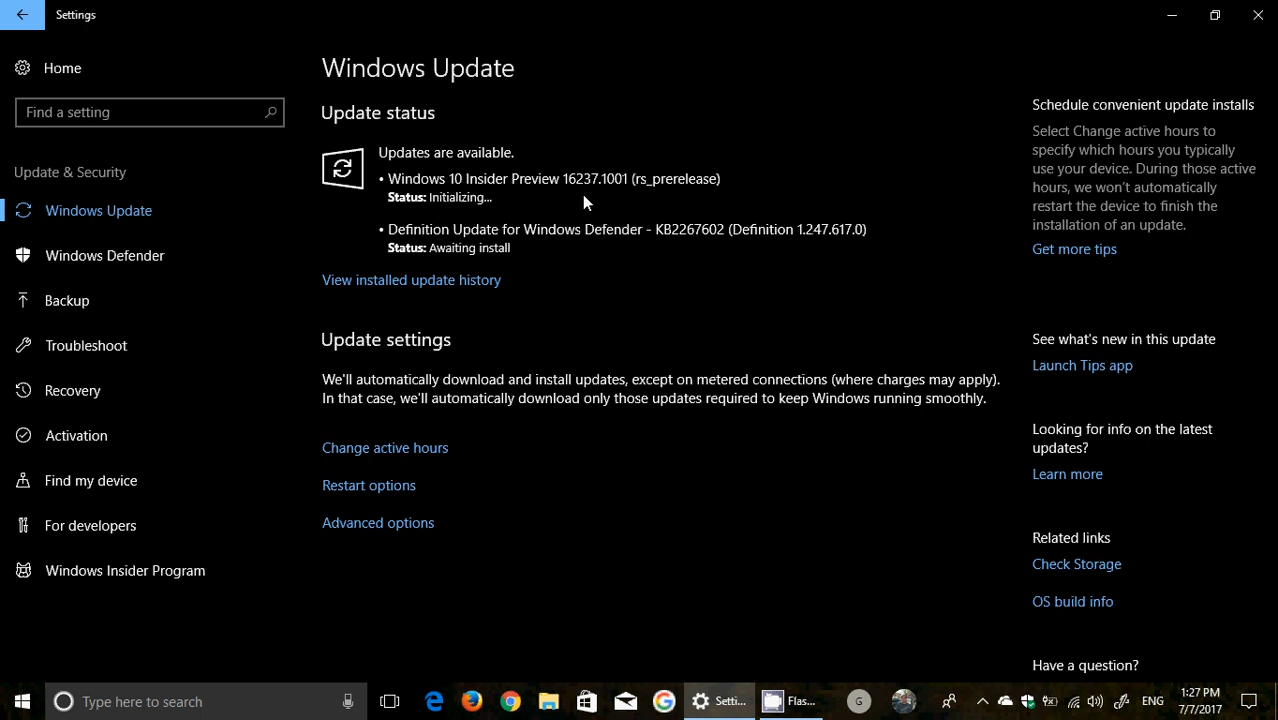 Settings
Home
Find a setting
Update & Security
Windows Update
Windows Defender
Backup
Troubleshoot
Recovery
Activation
Find my device
For developers
Windows Insider Program
Windows Update
Update status
Updates are available.
• Windows 10 Insider Preview 16237.1001 (rs_prerelease)
Status: Initializing...
• Definition Update for Windows Defender - KB2267602 (Definition 1.247.617.0)
Status: Awaiting install
View installed update history
Update settings
We'll automatically download and install updates, except on metered connections (where charges may apply).
In that case, we'll automatically download only those updates required to keep Windows running smoothly.
Change active hours
Restart options
Advanced options
Schedule convenient update installs
Select Change active hours to
specify which hours you typically
use your device. During those active
hours, we won't automatically
restart the device to finish the
installation of an update.
Get more tips
See what's new in this update
Launch Tips app
Looking for info on the latest
updates?
Learn more
Related links
Check Storage
OS build info
Have a question?
Type here to search
Setti...
Flas...
G
ENG
1:27 PM
7/7/2017